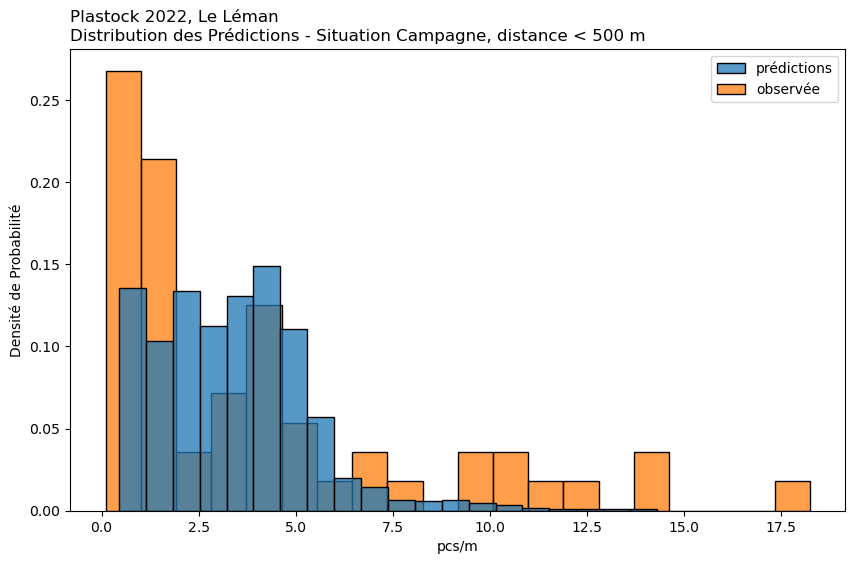 Plastock 2022, Le Léman
Distribution des Prédictions - Situation Campagne, distance < 500 m
prédictions
observée
Densité de Probabilité
0.25
0.20
0.15
0.10
0.05
0.00
0.0 2.5 5.0 7.5 10.0 12.5 15.0 17.5
pcs/m